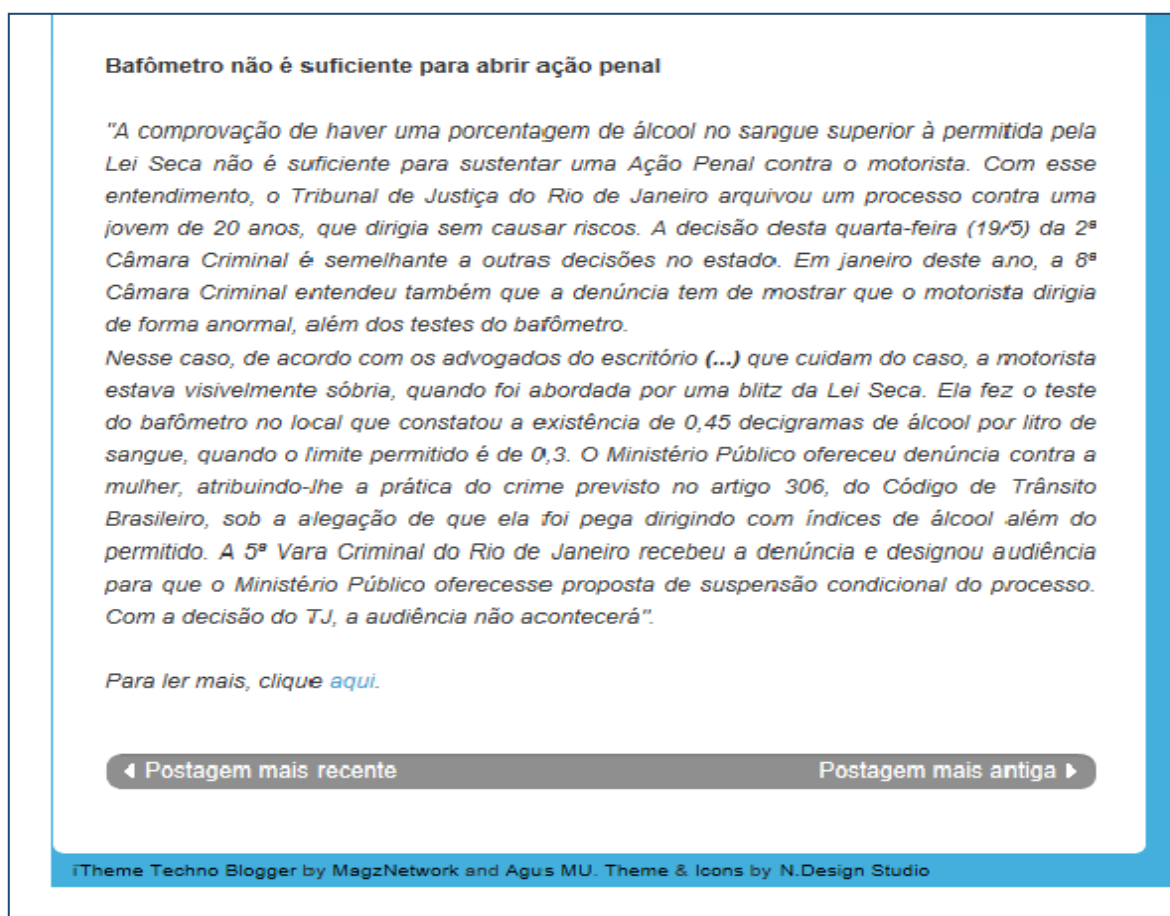 Bafômetro não é suficiente para abrir ação penal
"A comprovação de haver uma porcentagem de álcool no sangue superior à permitida pela
Lei Seca não é suficiente para sustentar uma Ação Penal contra o motorista. Com esse
entendimento, o Tribunal de Justiça do Rio de Janeiro arquivou um processo contra uma
jovem de 20 anos, que dirigia sem causar riscos. A decisão desta quarta-feira (19/5) da 2ª
Câmara Criminal é semelhante a outras decisões no estado. Em janeiro deste ano, a 8ª
Câmara Criminal entendeu também que a denúncia tem de mostrar que o motorista dirigia
de forma anormal, além dos testes do bafômetro.
Nesse caso, de acordo com os advogados do escritório (...) que cuidam do caso, a motorista
estava visivelmente sóbria, quando foi abordada por uma blitz da Lei Seca. Ela fez o teste
do bafômetro no local que constatou a existência de 0,45 decigramas de álcool por litro de
sangue, quando o limite permitido é de 0,3. O Ministério Público ofereceu denúncia contra a
mulher, atribuindo-lhe a prática do crime previsto no artigo 306, do Código de Trânsito
Brasileiro, sob a alegação de que ela foi pega dirigindo com índices de álcool além do
permitido. A 5ª Vara Criminal do Rio de Janeiro recebeu a denúncia e designou audiência
para que o Ministério Público oferecesse proposta de suspensão condicional do processo.
Com a decisão do TJ, a audiência não acontecerá".
Para ler mais, clique aqui.
Postagem mais recente Postagem mais antiga
iTheme Techno Blogger by MagzNetwork and Agus MU. Theme & Icons by N.Design Studio